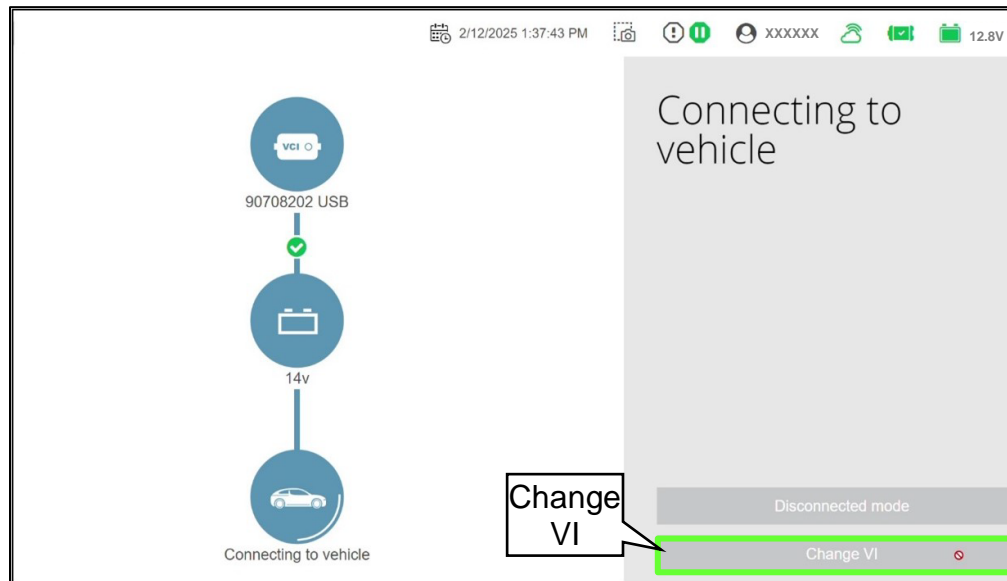 2/12/2025 1:37:43 PM XXXXXX 12.8V
VCI
90708202 USB
14v
Connecting to vehicle
Connecting to
vehicle
Disconnected mode
Change VI
Change
VI